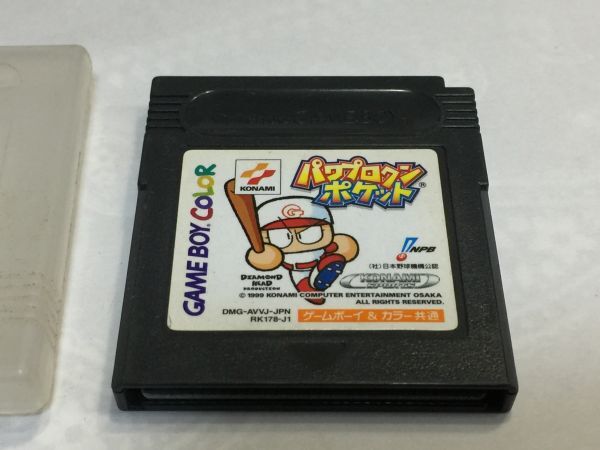 KONAMI
パワプロクン
ポケット®
GAME BOY COLOR
G
NPB
(社)日本野球機構公認
DIAMOND
HEAD
PRODUCTION
KONAMI
SPORTS
© 1999 KONAMI COMPUTER ENTERTAINMENT OSAKA
ALL RIGHTS RESERVED.
DMG-AVVJ-JPN
RK178-J1
ゲームボーイ & カラー 共通